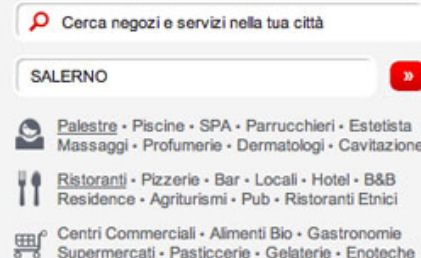 Cerca negozi e servizi nella tua città
SALERNO
»
Palestre • Piscine • SPA • Parrucchieri • Estetista
Massaggi • Profumerie • Dermatologi • Cavitazione
Ristoranti • Pizzerie • Bar • Locali • Hotel • B&B
Residence • Agriturismi • Pub • Ristoranti Etnici
Centri Commerciali • Alimenti Bio • Gastronomie
Supermercati • Pasticcerie • Gelaterie • Enoteche